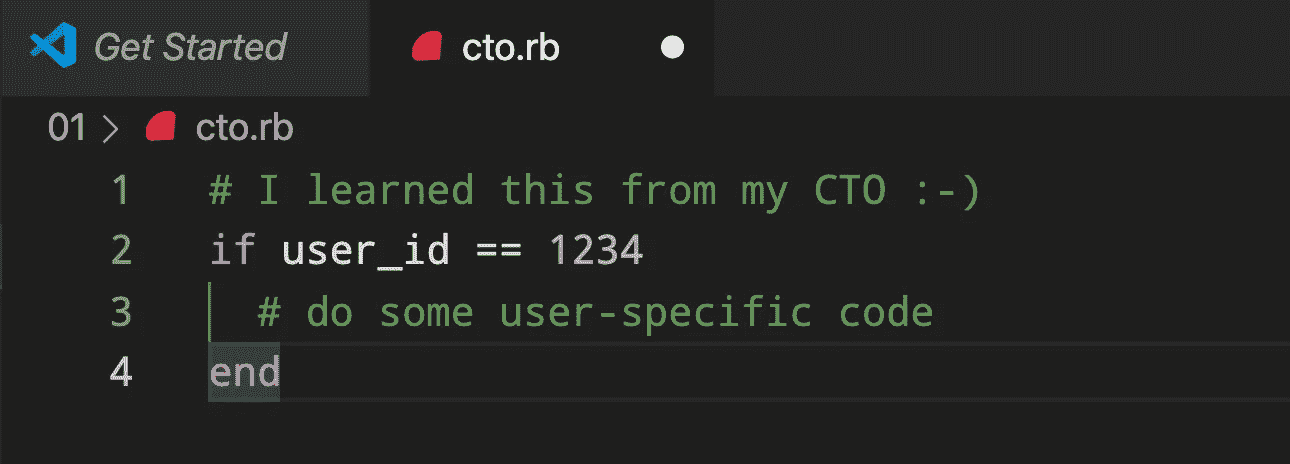 Get Started cto.rb
01 > cto.rb
1 # I learned this from my CTO :-)
2 if user_id == 1234
3 # do some user-specific code
4 end